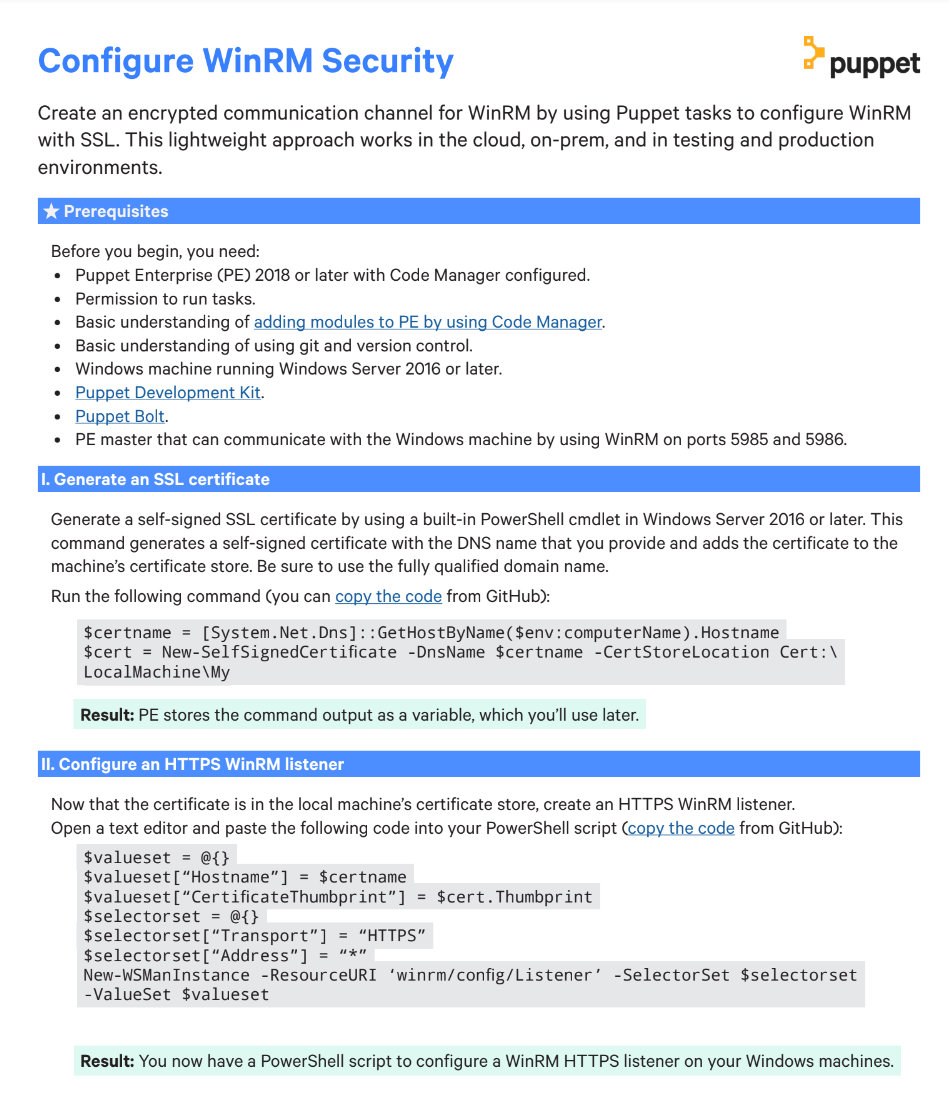 Configure WinRM Security
puppet
Create an encrypted communication channel for WinRM by using Puppet tasks to configure WinRM
with SSL. This lightweight approach works in the cloud, on-prem, and in testing and production
environments.
★ Prerequisites
Before you begin, you need:
• Puppet Enterprise (PE) 2018 or later with Code Manager configured.
• Permission to run tasks.
• Basic understanding of adding modules to PE by using Code Manager.
• Basic understanding of using git and version control.
• Windows machine running Windows Server 2016 or later.
• Puppet Development Kit.
• Puppet Bolt.
• PE master that can communicate with the Windows machine by using WinRM on ports 5985 and 5986.
I. Generate an SSL certificate
Generate a self-signed SSL certificate by using a built-in PowerShell cmdlet in Windows Server 2016 or later. This
command generates a self-signed certificate with the DNS name that you provide and adds the certificate to the
machine’s certificate store. Be sure to use the fully qualified domain name.
Run the following command (you can copy the code from GitHub):
$certname = [System.Net.Dns]::GetHostByName($env:computerName).Hostname
$cert = New-SelfSignedCertificate -DnsName $certname -CertStoreLocation Cert:\
LocalMachine\My
Result: PE stores the command output as a variable, which you’ll use later.
II. Configure an HTTPS WinRM listener
Now that the certificate is in the local machine’s certificate store, create an HTTPS WinRM listener.
Open a text editor and paste the following code into your PowerShell script (copy the code from GitHub):
$valueset = @{}
$valueset[“Hostname”] = $certname
$valueset[“CertificateThumbprint”] = $cert.Thumbprint
$selectorset = @{}
$selectorset[“Transport”] = “HTTPS”
$selectorset[“Address”] = “*”
New-WSManInstance -ResourceURI ‘winrm/config/Listener’ -SelectorSet $selectorset
-ValueSet $valueset
Result: You now have a PowerShell script to configure a WinRM HTTPS listener on your Windows machines.